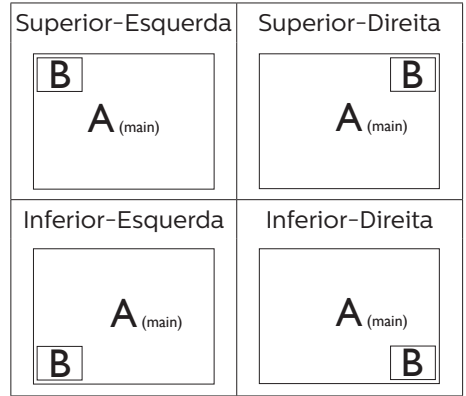 Superior-Esquerda
B
A (main)
Superior-Direita
B
A (main)
Inferior-Esquerda
A (main)
B
Inferior-Direita
A (main)
B